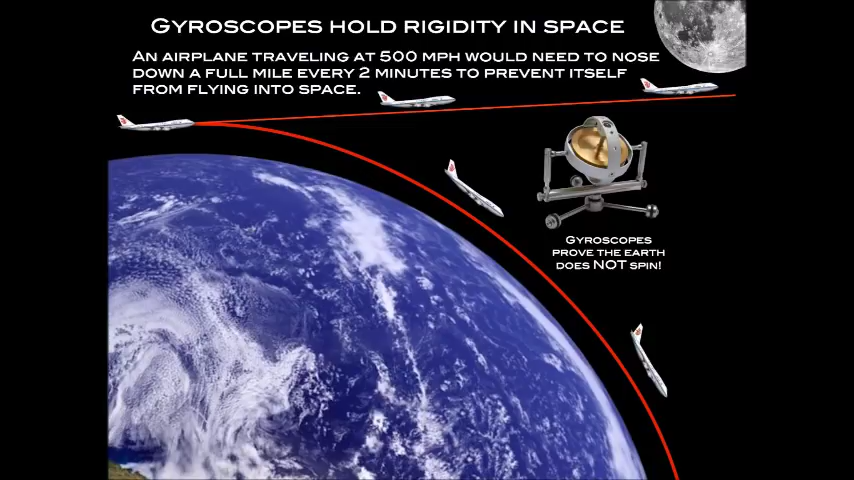 Gyroscopes hold rigidity in space
An airplane traveling at 500 mph would need to nose
down a full mile every 2 minutes to prevent itself
from flying into space.
Gyroscopes
prove the earth
does NOT spin!